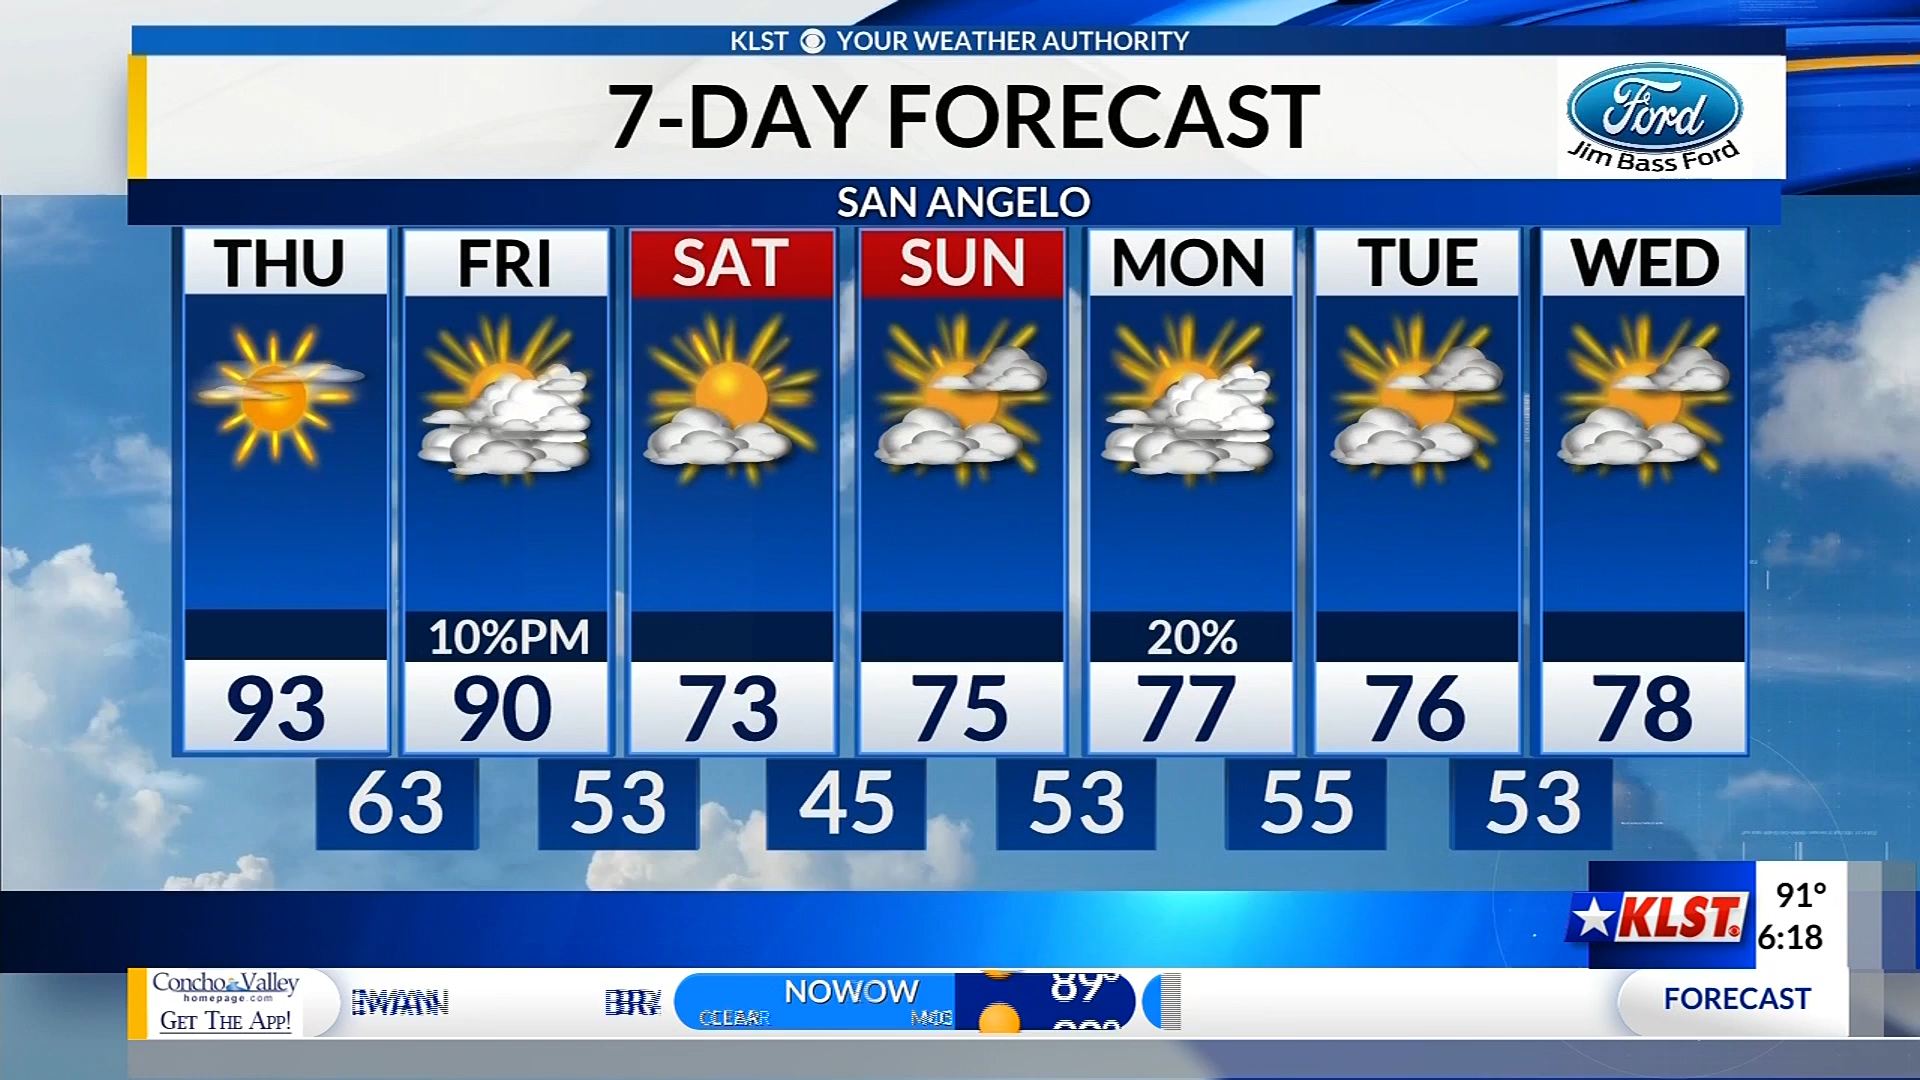 KLST YOUR WEATHER AUTHORITY
7-DAY FORECAST
Ford
Jim Bass Ford
SAN ANGELO
THU FRI SAT SUN MON TUE WED
10%PM 20%
93 90 73 75 77 76 78
63 53 45 53 55 53
KLST
91°
6:18
Concho Valley
homepage.com
GET THE APP!
FORECAST
89°